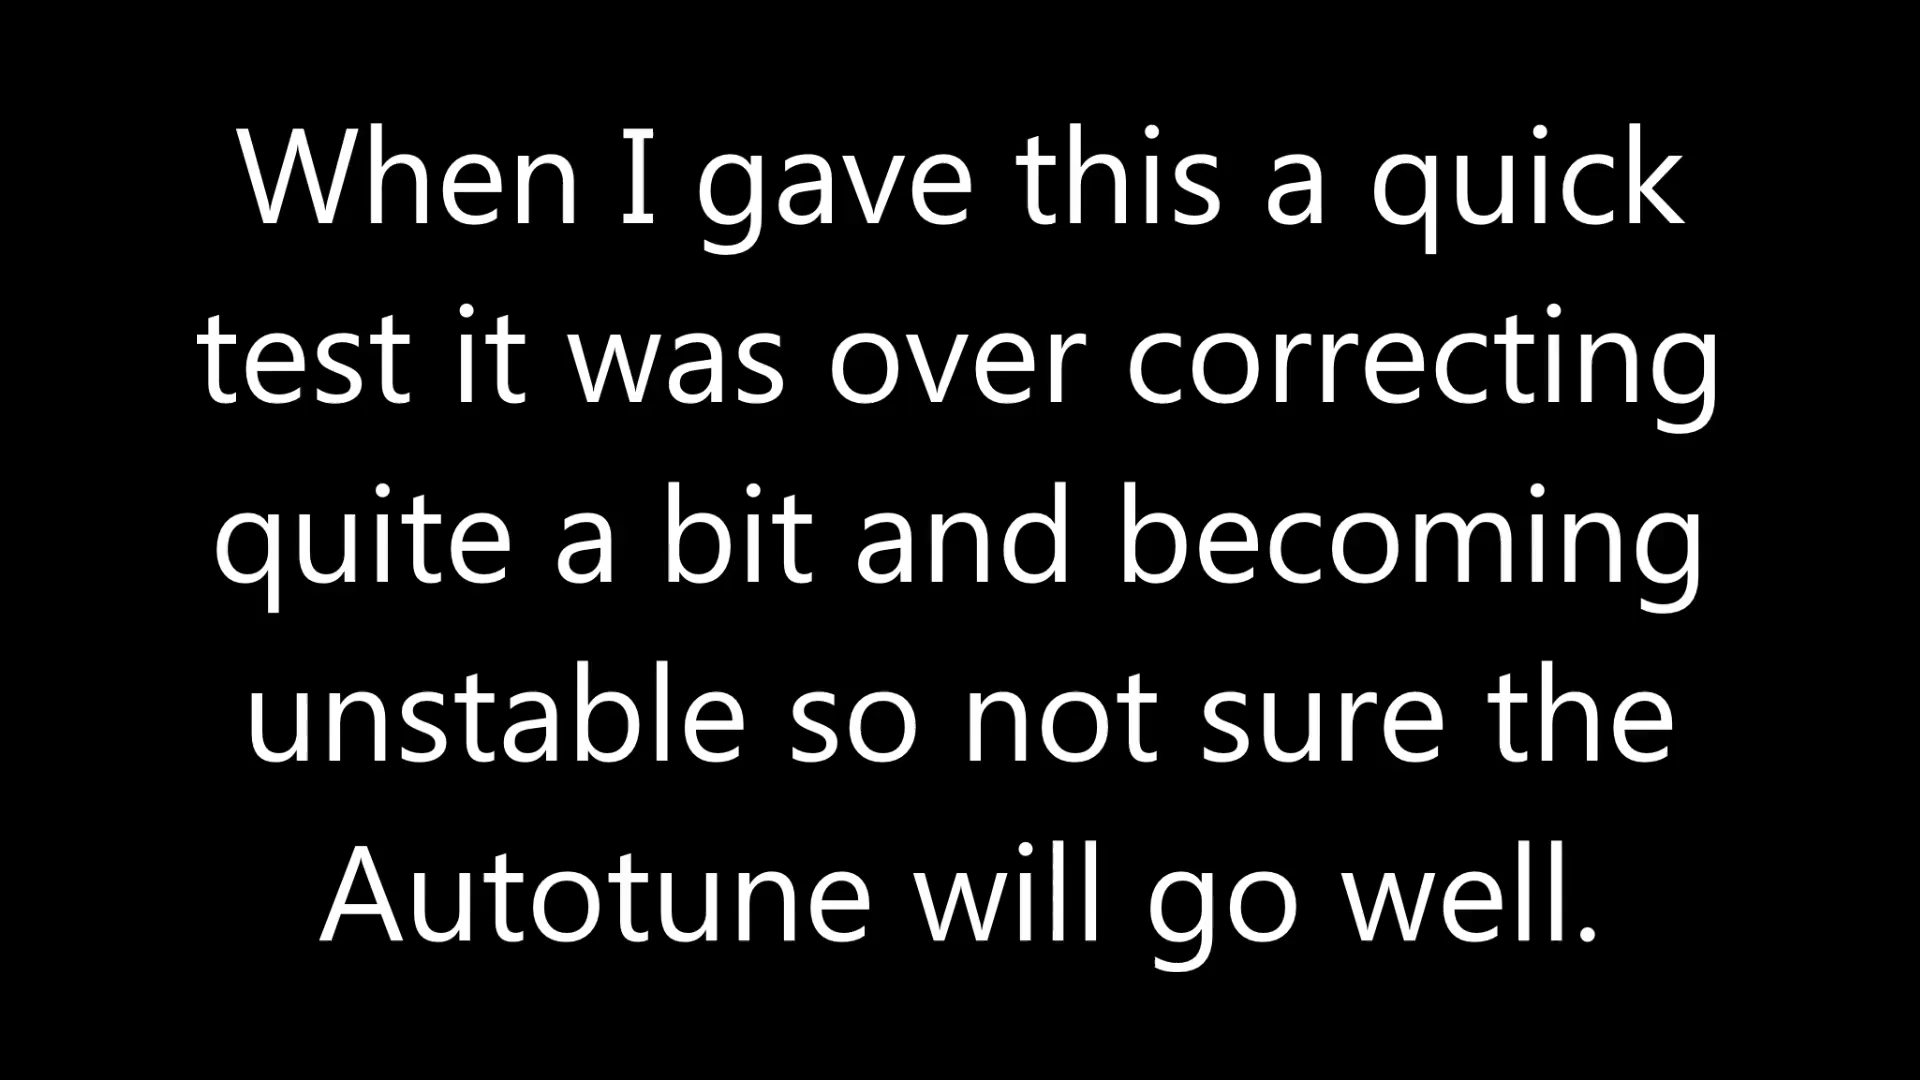 When I gave this a quick
test it was over correcting
quite a bit and becoming
unstable so not sure the
Autotune will go well.